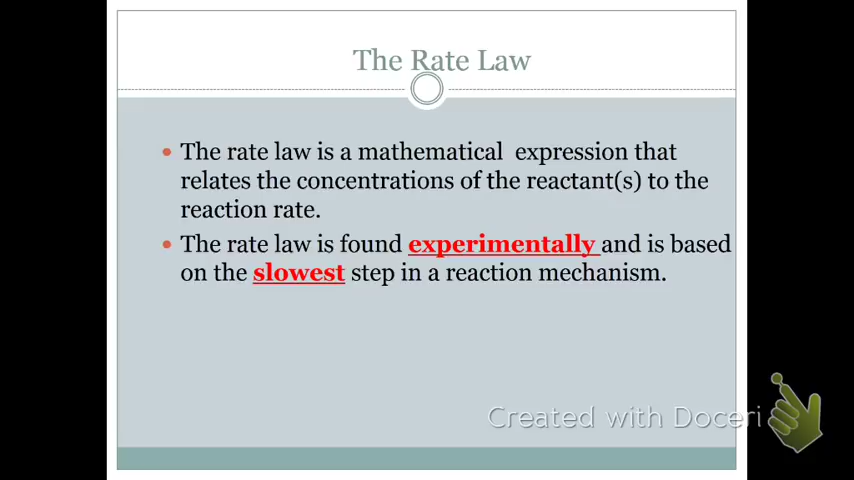 The Rate Law
The rate law is a mathematical expression that
relates the concentrations of the reactant(s) to the
reaction rate.
The rate law is found experimentally and is based
on the slowest step in a reaction mechanism.
Created with Doceri